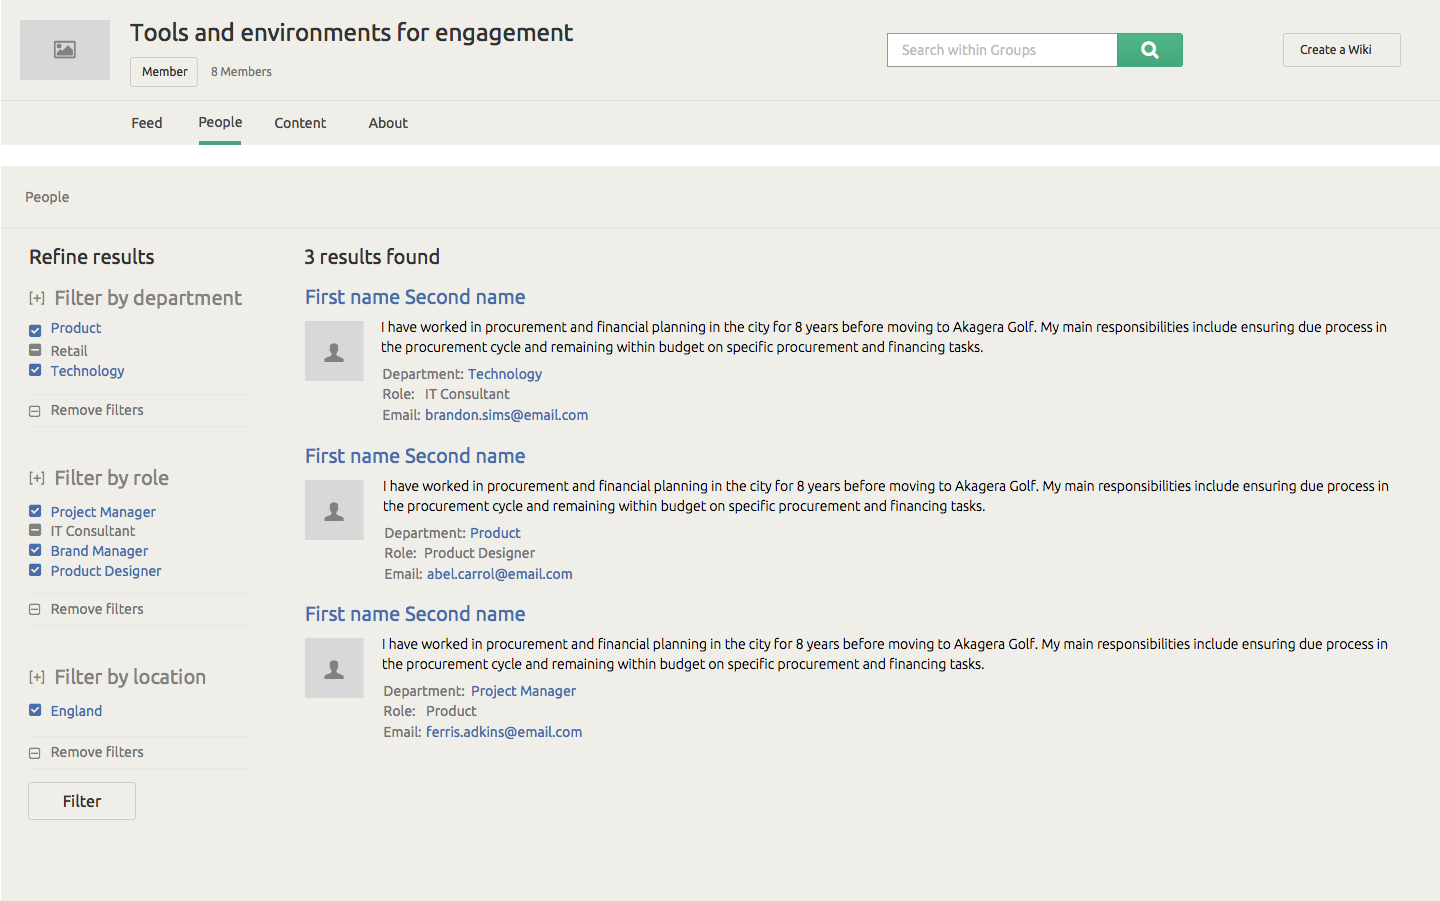 Tools and environments for engagement
Member
8 Members
Search within Groups
Create a Wiki
Feed
People
Content
About
People
Refine results
[+] Filter by department
Product
Retail
Technology
Remove filters
[+] Filter by role
Project Manager
IT Consultant
Brand Manager
Product Designer
Remove filters
[+] Filter by location
England
Remove filters
Filter
3 results found
First name Second name
I have worked in procurement and financial planning in the city for 8 years before moving to Akagera Golf. My main responsibilities include ensuring due process in
the procurement cycle and remaining within budget on specific procurement and financing tasks.
Department: Technology
Role: IT Consultant
Email: brandon.sims@email.com
First name Second name
I have worked in procurement and financial planning in the city for 8 years before moving to Akagera Golf. My main responsibilities include ensuring due process in
the procurement cycle and remaining within budget on specific procurement and financing tasks.
Department: Product
Role: Product Designer
Email: abel.carrol@email.com
First name Second name
I have worked in procurement and financial planning in the city for 8 years before moving to Akagera Golf. My main responsibilities include ensuring due process in
the procurement cycle and remaining within budget on specific procurement and financing tasks.
Department: Project Manager
Role: Product
Email: ferris.adkins@email.com